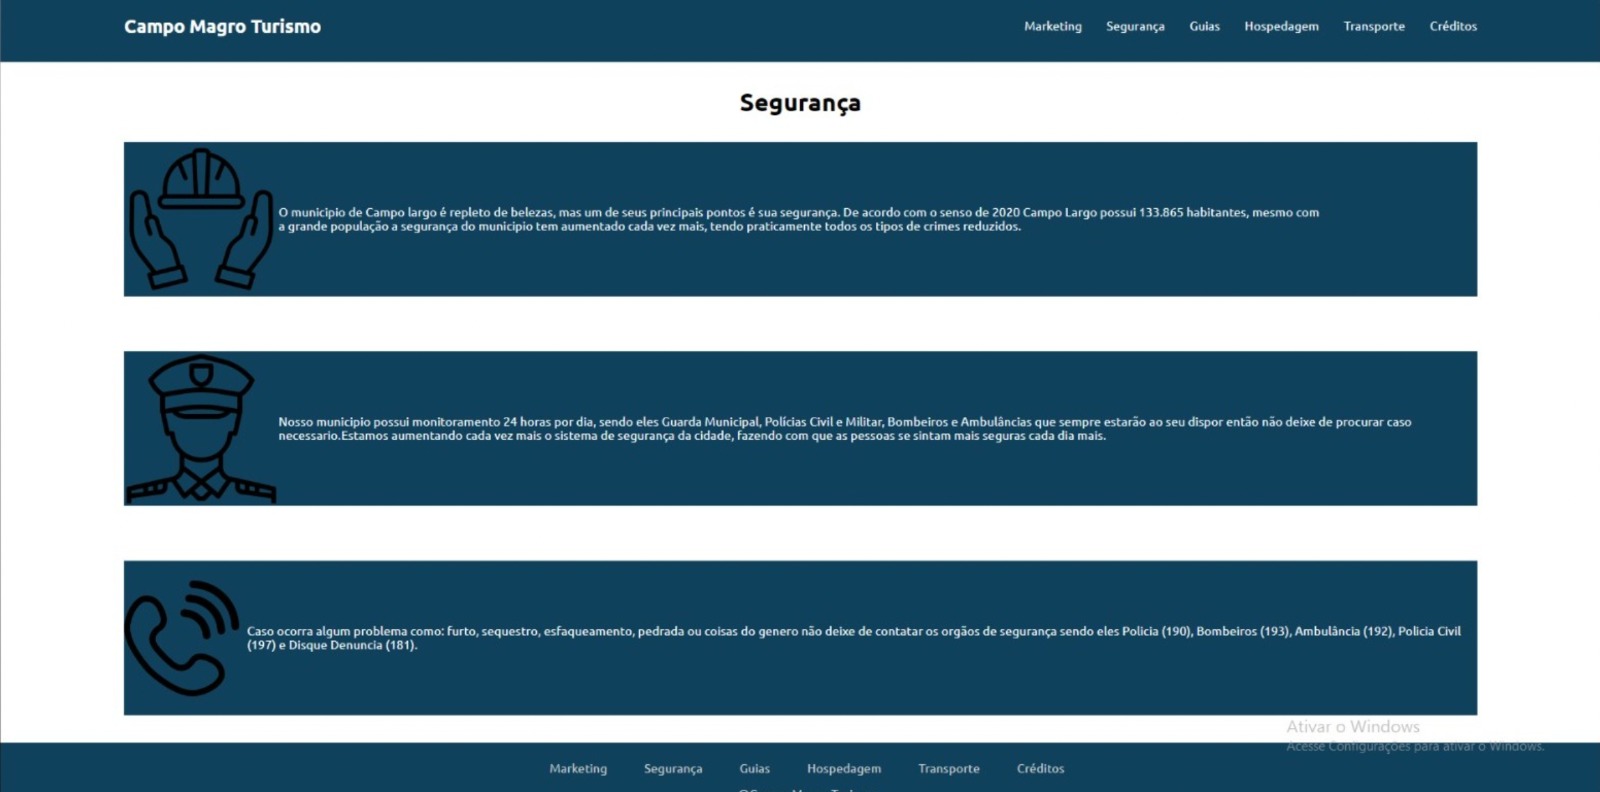 Campo Magro Turismo
Marketing Segurança Guias Hospedagem Transporte Créditos
Segurança
O municipio de Campo largo é repleto de belezas, mas um de seus principais pontos é sua segurança. De acordo com o senso de 2020 Campo Largo possui 133.865 habitantes, mesmo com
a grande população a segurança do municipio tem aumentado cada vez mais, tendo praticamente todos os tipos de crimes reduzidos.
Nosso municipio possui monitoramento 24 horas por dia, sendo eles Guarda Municipal, Polícias Civil e Militar, Bombeiros e Ambulâncias que sempre estarão ao seu dispor então não deixe de procurar caso
necessario.Estamos aumentando cada vez mais o sistema de segurança da cidade, fazendo com que as pessoas se sintam mais seguras cada dia mais.
Caso ocorra algum problema como: furto, sequestro, esfaqueamento, pedrada ou coisas do genero não deixe de contatar os orgãos de segurança sendo eles Policia (190), Bombeiros (193), Ambulância (192), Policia Civil
(197) e Disque Denuncia (181).
Ativar o Windows
Acesse Configurações para ativar o Windows.
Marketing Segurança Guias Hospedagem Transporte Créditos